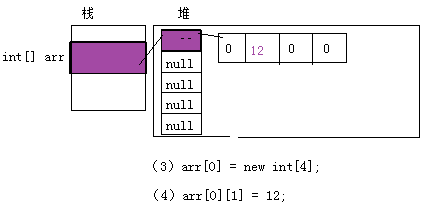 栈 堆
int[] arr
-- 0 12 0 0
null
null
null
null
（3）arr[0] = new int[4];
（4）arr[0][1] = 12;